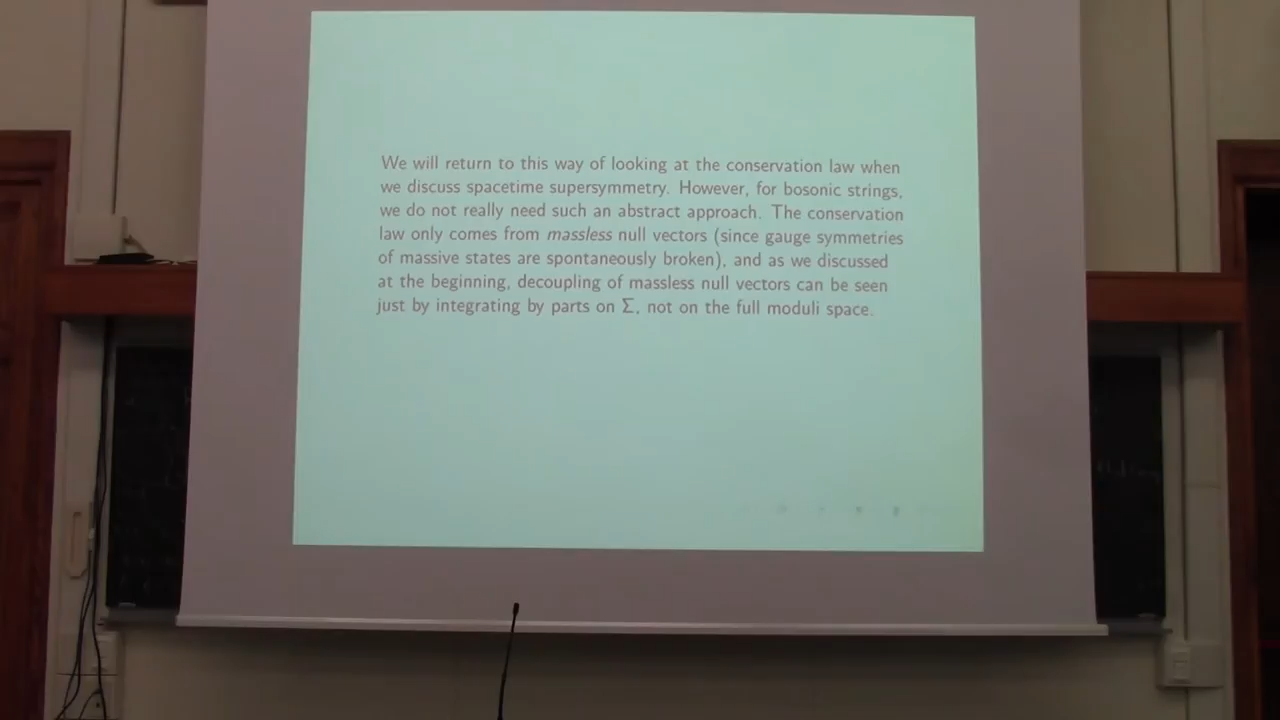 We will return to this way of looking at the conservation law when
we discuss spacetime supersymmetry. However, for bosonic strings,
we do not really need such an abstract approach. The conservation
law only comes from massless null vectors (since gauge symmetries
of massive states are spontaneously broken), and as we discussed
at the beginning, decoupling of massless null vectors can be seen
just by integrating by parts on Σ, not on the full moduli space.